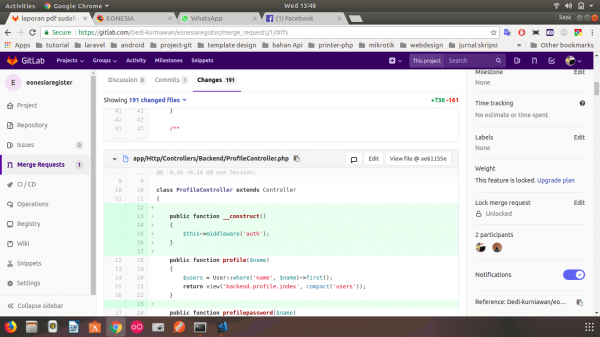 Activities Google Chrome Wed 13:48
laporan pdf sudah EONESIA WhatsApp (1) Facebook Saya
Secure https://gitlab.com/Dedi-kurniawan/eonesiaregister/merge_requests/1/diffs
Apps tutorial laravel android project-git template design bahan Api printer-php mikrotik webdesign jurnal skripsi » Other bookmarks
GitLab Projects Groups Activity Milestones Snippets This project Search
E eonesiaregister
Project
Repository
Issues 0
Merge Requests 1
CI / CD
Operations
Registry
Wiki
Snippets
Settings
« Collapse sidebar
Discussion 0 Commits 1 Changes 191
Showing 191 changed files +736 -161
41 41 }
42 42
43 43 /**
... ...
app/Http/Controllers/Backend/ProfileController.php Edit View file @ ae61155e
... ... @@ -9,16 +9,24 @@ use Session;
9 9
10 10 class ProfileController extends Controller
11 11 {
12 +
13 + public function __construct()
14 + {
15 + $this->middleware('auth');
16 + }
17 +
12 18 public function profile($name)
13 19 {
14 20 $users = User::where('name', $name)->first();
15 21 return view('backend.profile.index', compact('users'));
16 22 }
23 +
17 24 public function profilepassword($name)
Milestone Edit
None
Time tracking
No estimate or time spent
Labels Edit
None
Weight
This feature is locked. Upgrade plan
Lock merge request Edit
Unlocked
2 participants
Notifications
Reference: Dedi-kurniawan/eo...